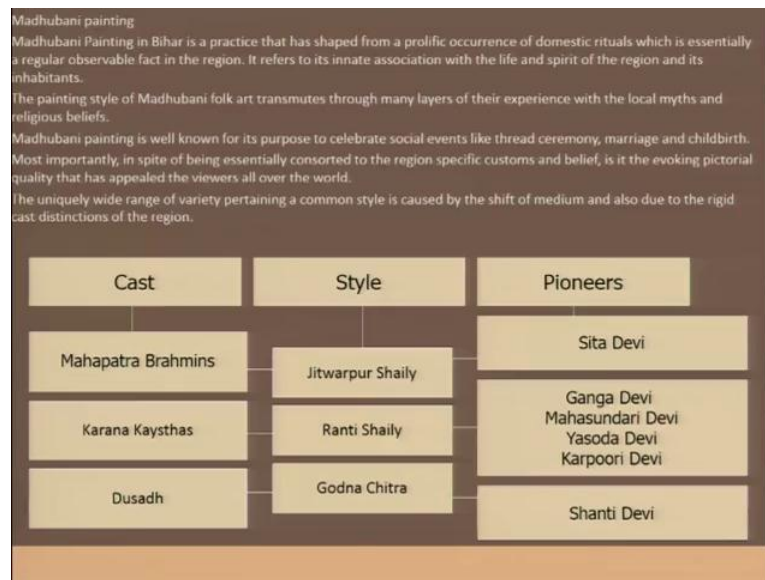 Madhubani painting
Madhubani Painting in Bihar is a practice that has shaped from a prolific occurrence of domestic rituals which is essentially
a regular observable fact in the region. It refers to its innate association with the life and spirit of the region and its
inhabitants.
The painting style of Madhubani folk art transmutes through many layers of their experience with the local myths and
religious beliefs.
Madhubani painting is well known for its purpose to celebrate social events like thread ceremony, marriage and childbirth.
Most importantly, in spite of being essentially consorted to the region specific customs and belief, is it the evoking pictorial
quality that has appealed the viewers all over the world.
The uniquely wide range of variety pertaining a common style is caused by the shift of medium and also due to the rigid
cast distinctions of the region.
Cast
Style
Pioneers
Mahapatra Brahmins
Jitwarpur Shaily
Sita Devi
Karana Kaysthas
Ranti Shaily
Ganga Devi
Mahasundari Devi
Yasoda Devi
Karpoori Devi
Dusadh
Godna Chitra
Shanti Devi